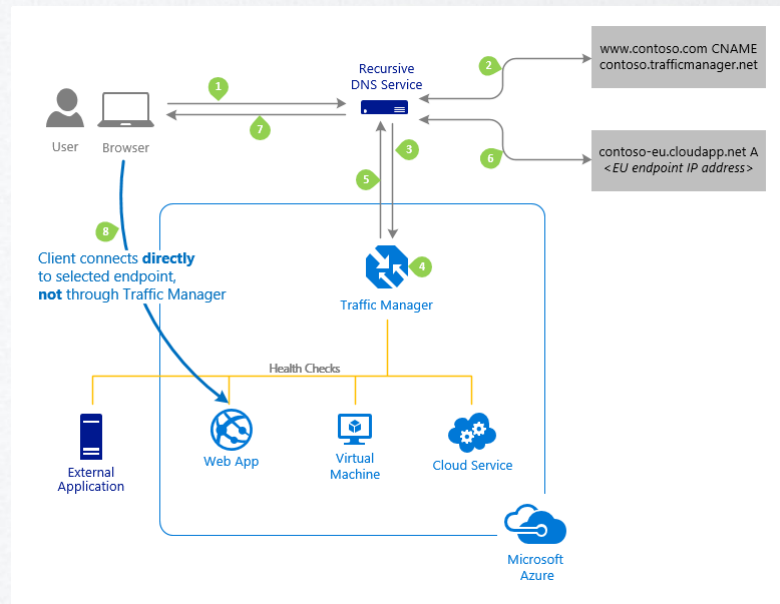 www.contoso.com CNAME
contoso.trafficmanager.net
Recursive
DNS Service
1
2
7
3
6
5
User
Browser
contoso-eu.cloudapp.net A
<EU endpoint IP address>
8
Client connects directly
to selected endpoint,
not through Traffic Manager
4
Traffic Manager
Health Checks
External
Application
Web App
Virtual
Machine
Cloud Service
Microsoft
Azure